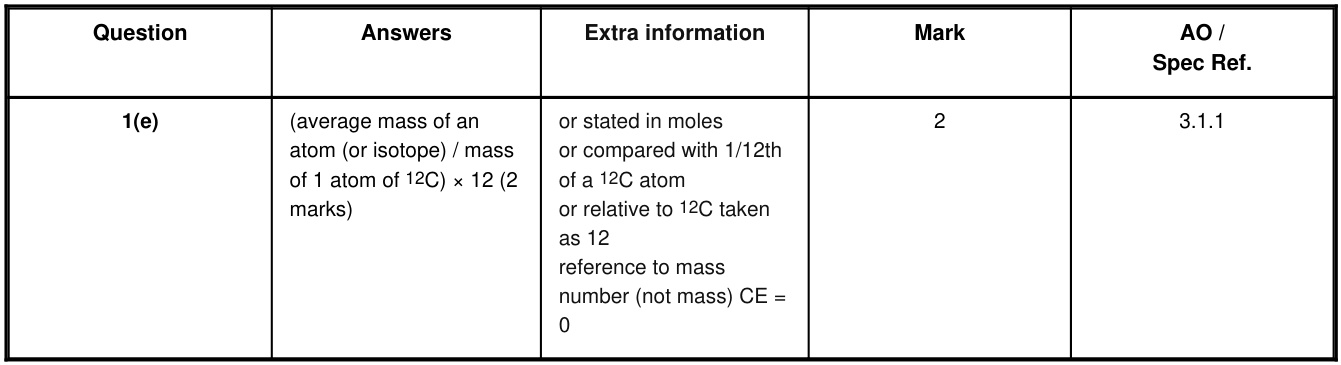 Question
Answers
Extra information
Mark
AO /
Spec Ref.
1(e)
(average mass of an
atom (or isotope) / mass
of 1 atom of ¹²C) × 12 (2
marks)
or stated in moles
or compared with 1/12th
of a ¹²C atom
or relative to ¹²C taken
as 12
reference to mass
number (not mass) CE =
0
2
3.1.1